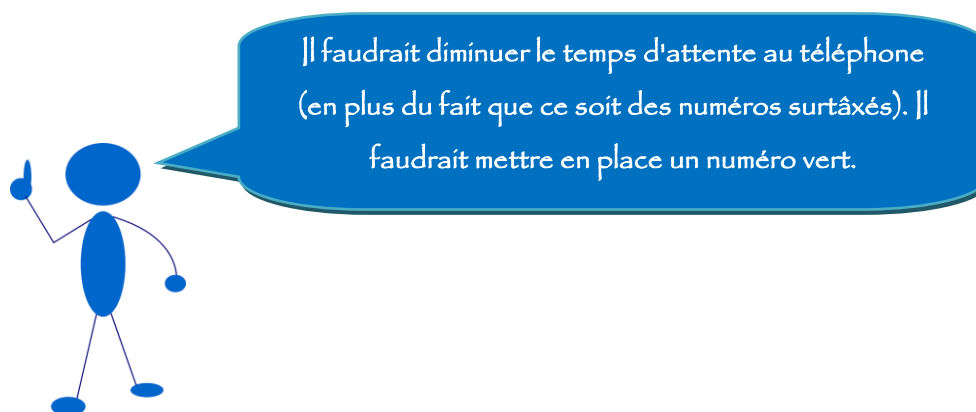 Il faudrait diminuer le temps d'attente au téléphone
(en plus du fait que ce soit des numéros surtâxés). Il
faudrait mettre en place un numéro vert.